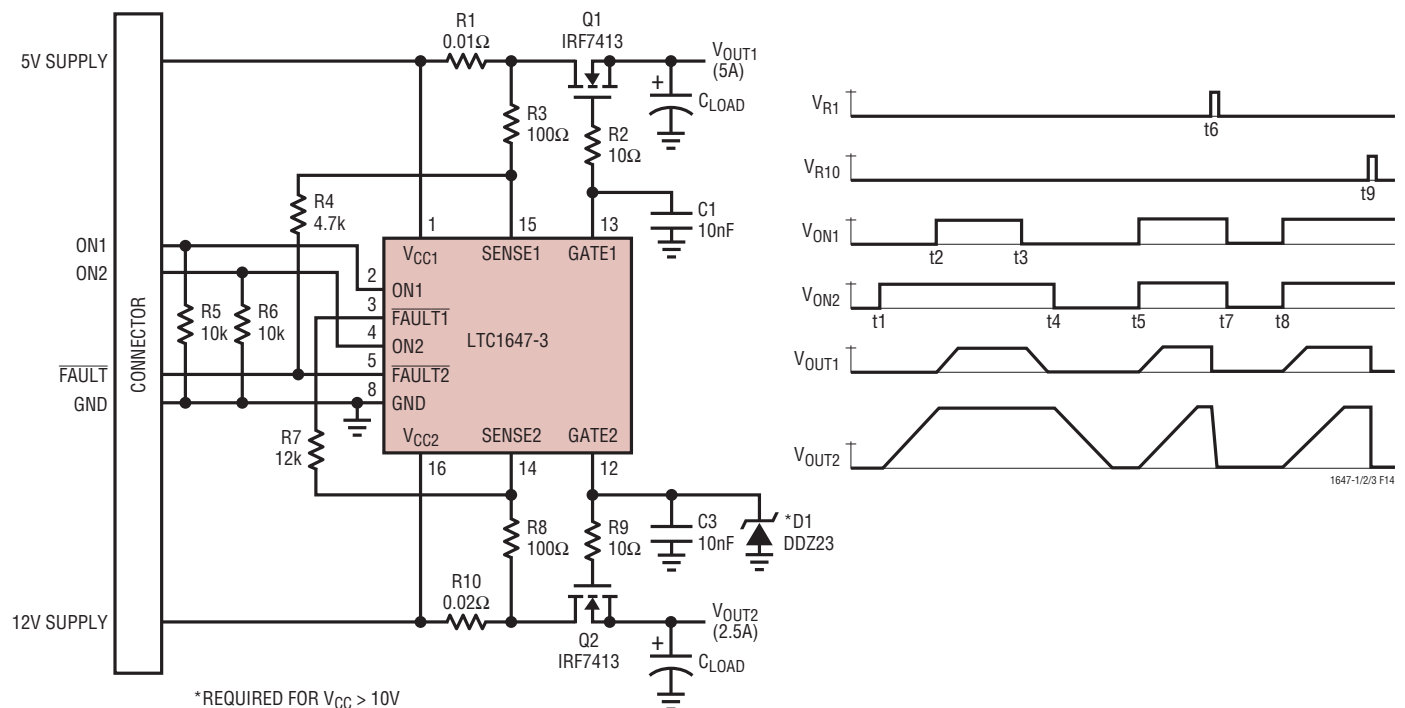 R1
0.01Ω
Q1
IRF7413
5V SUPPLY
VOUT1
(5A)
+
CLOAD
R3
100Ω
R2
10Ω
R4
4.7k
C1
10nF
1
15
13
VCC1
SENSE1
GATE1
ON1
ON2
2
ON1
3
FAULT1
4
ON2
5
FAULT2
8
GND
LTC1647-3
R5
10k
R6
10k
CONNECTOR
FAULT
GND
R7
12k
VCC2
SENSE2
GATE2
16
14
12
R8
100Ω
R9
10Ω
C3
10nF
*D1
DDZ23
R10
0.02Ω
12V SUPPLY
Q2
IRF7413
VOUT2
(2.5A)
+
CLOAD
*REQUIRED FOR VCC > 10V
VR1
t6
VR10
t9
VON1
t2
t3
VON2
t1
t4
t5
t7
t8
VOUT1
VOUT2
1647-1/2/3 F14